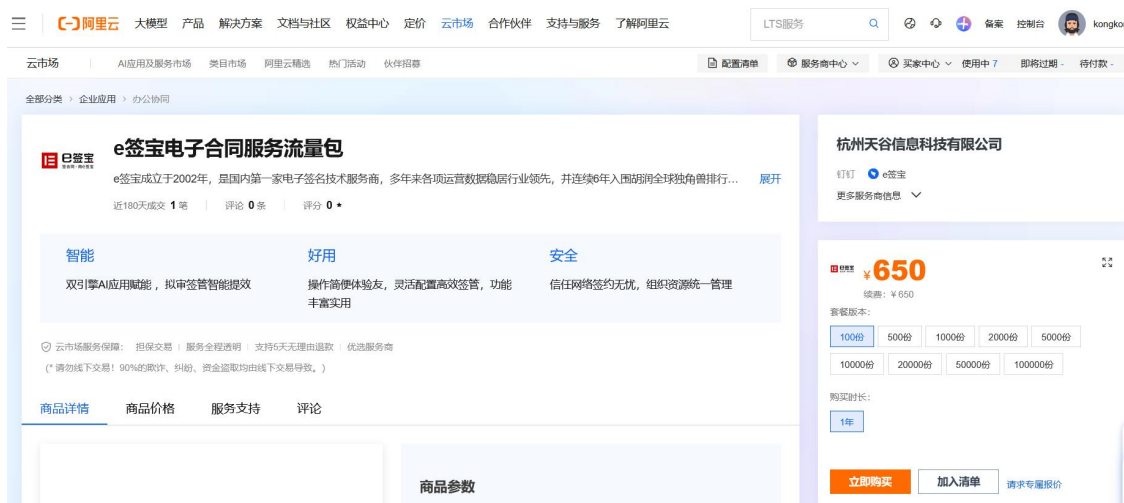 阿里云 大模型 产品 解决方案 文档与社区 权益中心 定价 云市场 合作伙伴 支持与服务 了解阿里云 LTS服务 备案 控制台 kongkon
云市场 AI应用及服务市场 类目市场 阿里云精选 热门活动 伙伴招募 配置清单 服务商中心 买家中心 使用中 7 即将过期 - 待付款 -
全部分类 > 企业应用 > 办公协同
e签宝电子合同服务流量包
e签宝
e签宝成立于2002年，是国内第一家电子签名技术服务商，多年来各项运营数据稳居行业领先，并连续6年入围胡润全球独角兽排行... 展开
近180天成交 1 笔 评论 0 条 评分 0 ★
智能 好用 安全
双引擎AI应用赋能，拟审签管智能提效 操作简便体验友，灵活配置高效签管，功能丰富实用 信任网络签约无忧，组织资源统一管理
云市场服务保障： 担保交易 服务全程透明 支持5天无理由退款 优选服务商
(* 请勿线下交易！90%的欺诈、纠纷、资金盗取均由线下交易导致。)
商品详情 商品价格 服务支持 评论
商品参数
杭州天谷信息科技有限公司
钉钉 e签宝
更多服务商信息
e签宝 ¥650
续费：¥ 650
套餐版本：
100份 500份 1000份 2000份 5000份
10000份 20000份 50000份 100000份
购买时长：
1年
立即购买 加入清单 请求专属报价